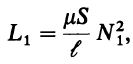 L₁ = μS/ℓ N₁²,